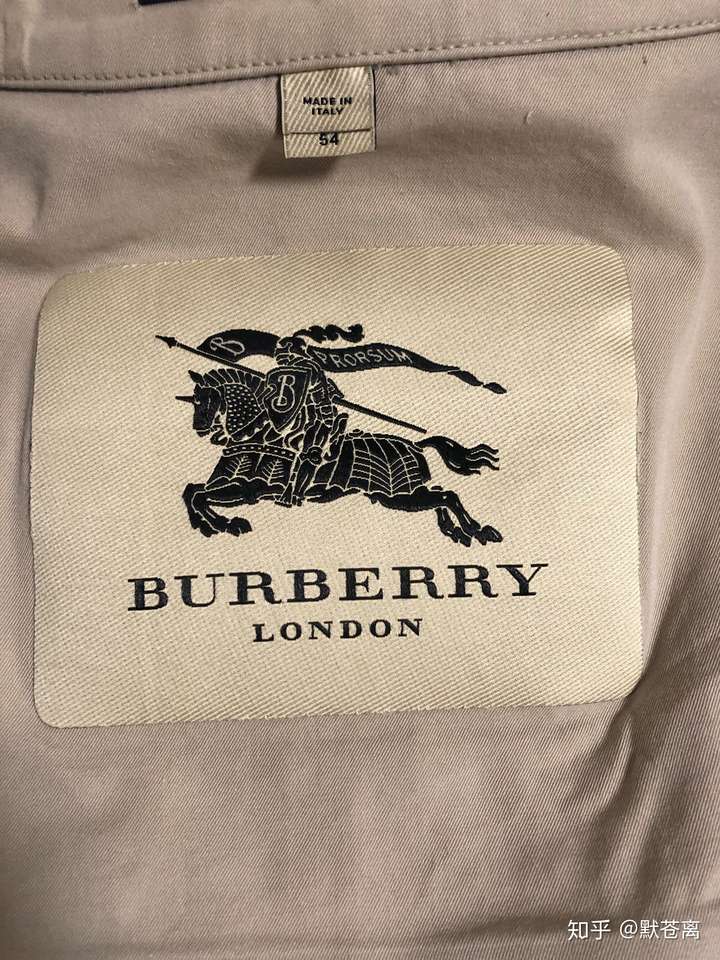 MADE IN
ITALY
54
B
PRORSUM
B
BURBERRY
LONDON
知乎 @默苍离